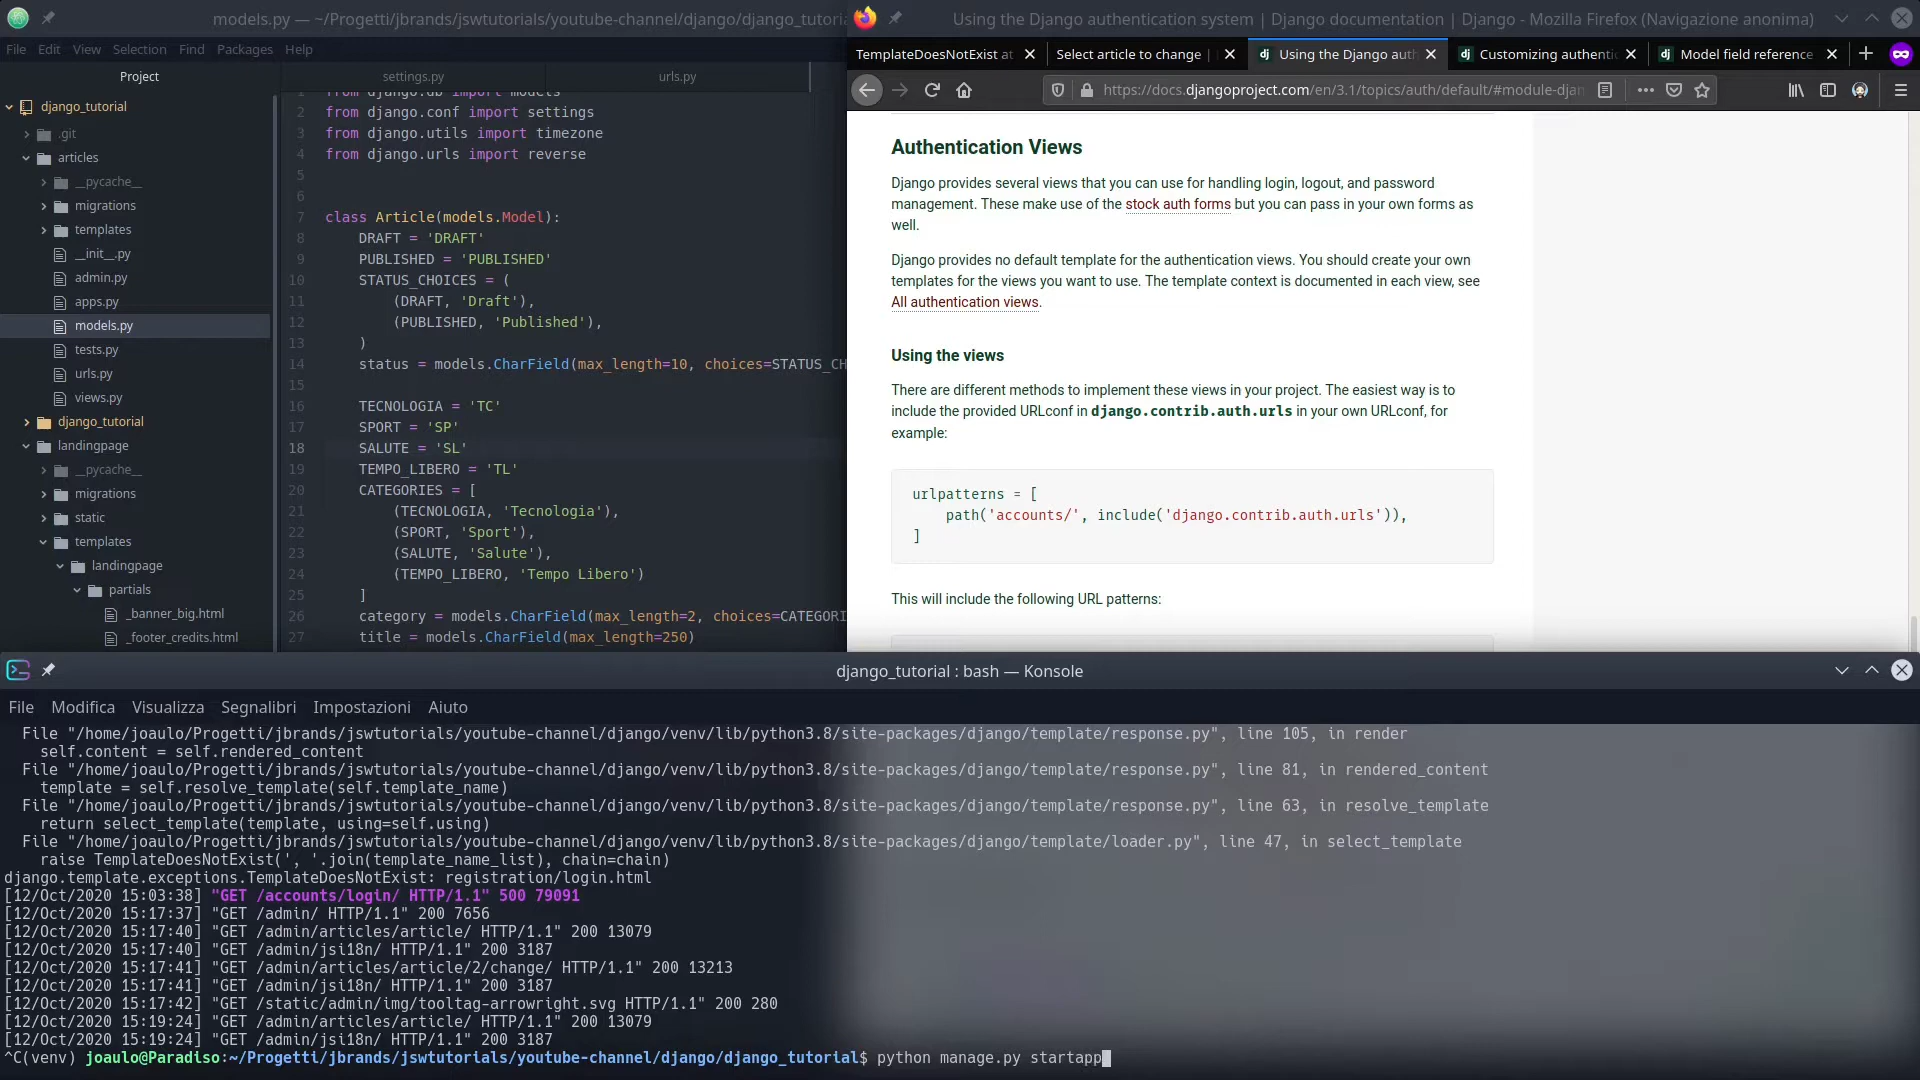 models.py — ~/Progetti/jbrands/jswtutorials/youtube-channel/django/django_tutoria
File Edit View Selection Find Packages Help
Project
django_tutorial
.git
articles
__pycache__
migrations
templates
__init__.py
admin.py
apps.py
models.py
tests.py
urls.py
views.py
django_tutorial
landingpage
__pycache__
migrations
static
templates
landingpage
partials
_banner_big.html
_footer_credits.html
settings.py urls.py
1 from django.db import models
2 from django.conf import settings
3 from django.utils import timezone
4 from django.urls import reverse
5
6
7 class Article(models.Model):
8 DRAFT = 'DRAFT'
9 PUBLISHED = 'PUBLISHED'
10 STATUS_CHOICES = (
11 (DRAFT, 'Draft'),
12 (PUBLISHED, 'Published'),
13 )
14 status = models.CharField(max_length=10, choices=STATUS_CH
15
16 TECNOLOGIA = 'TC'
17 SPORT = 'SP'
18 SALUTE = 'SL'
19 TEMPO_LIBERO = 'TL'
20 CATEGORIES = [
21 (TECNOLOGIA, 'Tecnologia'),
22 (SPORT, 'Sport'),
23 (SALUTE, 'Salute'),
24 (TEMPO_LIBERO, 'Tempo Libero')
25 ]
26 category = models.CharField(max_length=2, choices=CATEGORI
27 title = models.CharField(max_length=250)
Using the Django authentication system | Django documentation | Django - Mozilla Firefox (Navigazione anonima)
TemplateDoesNotExist at Select article to change | dj Using the Django auth dj Customizing authentic dj Model field reference
https://docs.djangoproject.com/en/3.1/topics/auth/default/#module-djan
Authentication Views
Django provides several views that you can use for handling login, logout, and password
management. These make use of the stock auth forms but you can pass in your own forms as
well.
Django provides no default template for the authentication views. You should create your own
templates for the views you want to use. The template context is documented in each view, see
All authentication views.
Using the views
There are different methods to implement these views in your project. The easiest way is to
include the provided URLconf in django.contrib.auth.urls in your own URLconf, for
example:
urlpatterns = [
path('accounts/', include('django.contrib.auth.urls')),
]
This will include the following URL patterns:
django_tutorial : bash — Konsole
File Modifica Visualizza Segnalibri Impostazioni Aiuto
File "/home/joaulo/Progetti/jbrands/jswtutorials/youtube-channel/django/venv/lib/python3.8/site-packages/django/template/response.py", line 105, in render
self.content = self.rendered_content
File "/home/joaulo/Progetti/jbrands/jswtutorials/youtube-channel/django/venv/lib/python3.8/site-packages/django/template/response.py", line 81, in rendered_content
template = self.resolve_template(self.template_name)
File "/home/joaulo/Progetti/jbrands/jswtutorials/youtube-channel/django/venv/lib/python3.8/site-packages/django/template/response.py", line 63, in resolve_template
return select_template(template, using=self.using)
File "/home/joaulo/Progetti/jbrands/jswtutorials/youtube-channel/django/venv/lib/python3.8/site-packages/django/template/loader.py", line 47, in select_template
raise TemplateDoesNotExist(', '.join(template_name_list), chain=chain)
django.template.exceptions.TemplateDoesNotExist: registration/login.html
[12/Oct/2020 15:03:38] "GET /accounts/login/ HTTP/1.1" 500 79091
[12/Oct/2020 15:17:37] "GET /admin/ HTTP/1.1" 200 7656
[12/Oct/2020 15:17:40] "GET /admin/articles/article/ HTTP/1.1" 200 13079
[12/Oct/2020 15:17:40] "GET /admin/jsi18n/ HTTP/1.1" 200 3187
[12/Oct/2020 15:17:41] "GET /admin/articles/article/2/change/ HTTP/1.1" 200 13213
[12/Oct/2020 15:17:41] "GET /admin/jsi18n/ HTTP/1.1" 200 3187
[12/Oct/2020 15:17:42] "GET /static/admin/img/tooltag-arrowright.svg HTTP/1.1" 200 280
[12/Oct/2020 15:19:24] "GET /admin/articles/article/ HTTP/1.1" 200 13079
[12/Oct/2020 15:19:24] "GET /admin/jsi18n/ HTTP/1.1" 200 3187
^C(venv) joaulo@Paradiso:~/Progetti/jbrands/jswtutorials/youtube-channel/django/django_tutorial$ python manage.py startapp